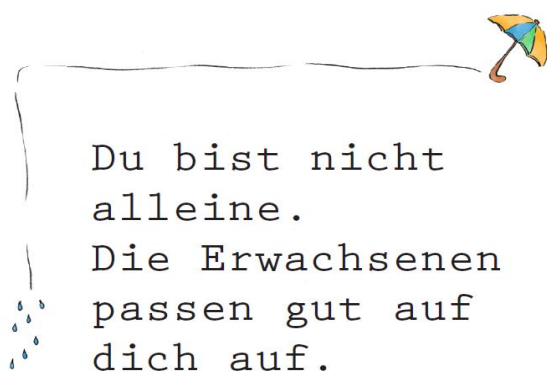 Du bist nicht
alleine.
Die Erwachsenen
passen gut auf
dich auf.